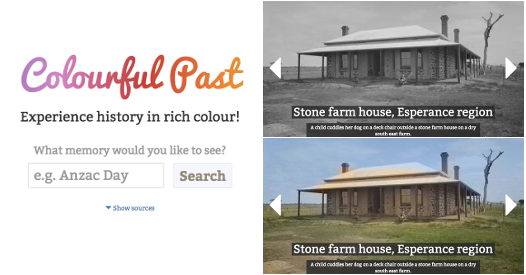 Colourful Past
Experience history in rich colour!
What memory would you like to see?
e.g. Anzac Day
Search
Show sources
Stone farm house, Esperance region
A child cuddles her dog on a deck chair outside a stone farm house on a dry
south east farm.
Stone farm house, Esperance region
A child cuddles her dog on a deck chair outside a stone farm house on a dry
south east farm.